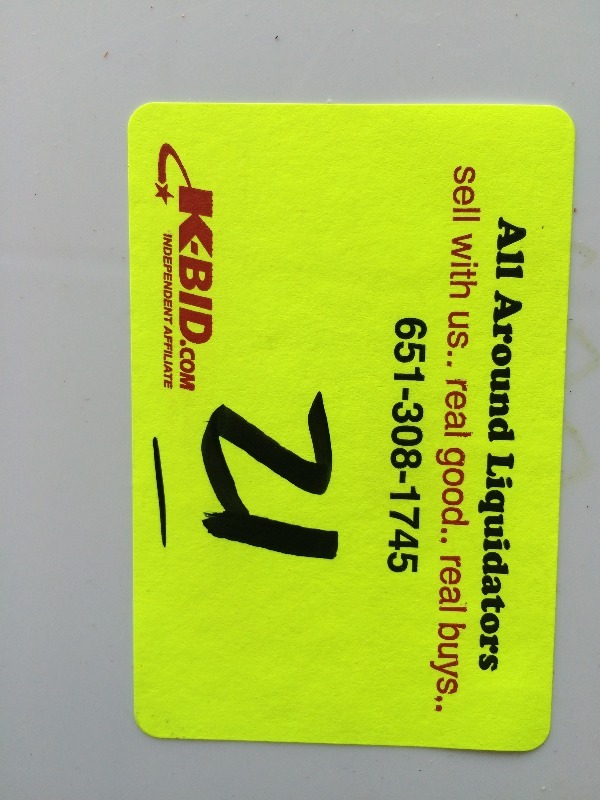 All Around Liquidators
sell with us.. real good.. real buys..
651-308-1745
21
K-BID.COM
INDEPENDENT AFFILIATE